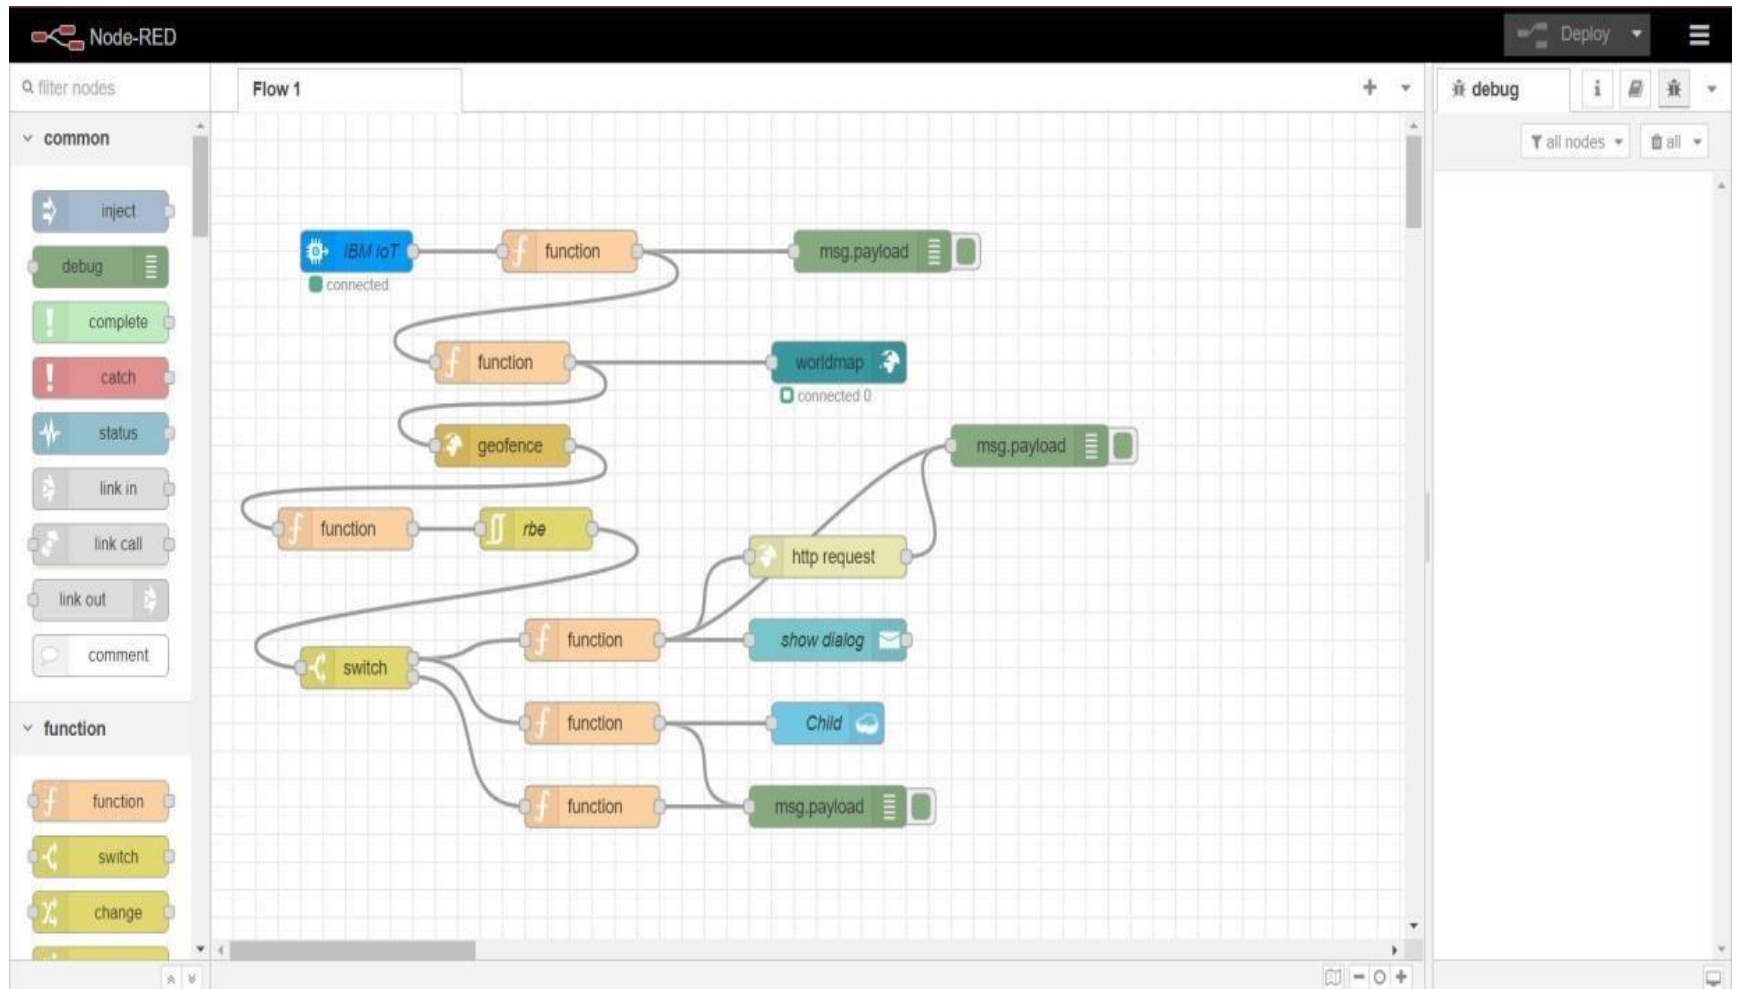 Node-RED
Deploy
filter nodes
Flow 1
debug
i
all nodes
all
common
inject
debug
complete
catch
status
link in
link call
link out
comment
function
function
switch
change
IBM IoT
connected
function
msg.payload
function
worldmap
connected 0
geofence
msg.payload
function
rbe
http request
function
show dialog
switch
function
Child
function
msg.payload